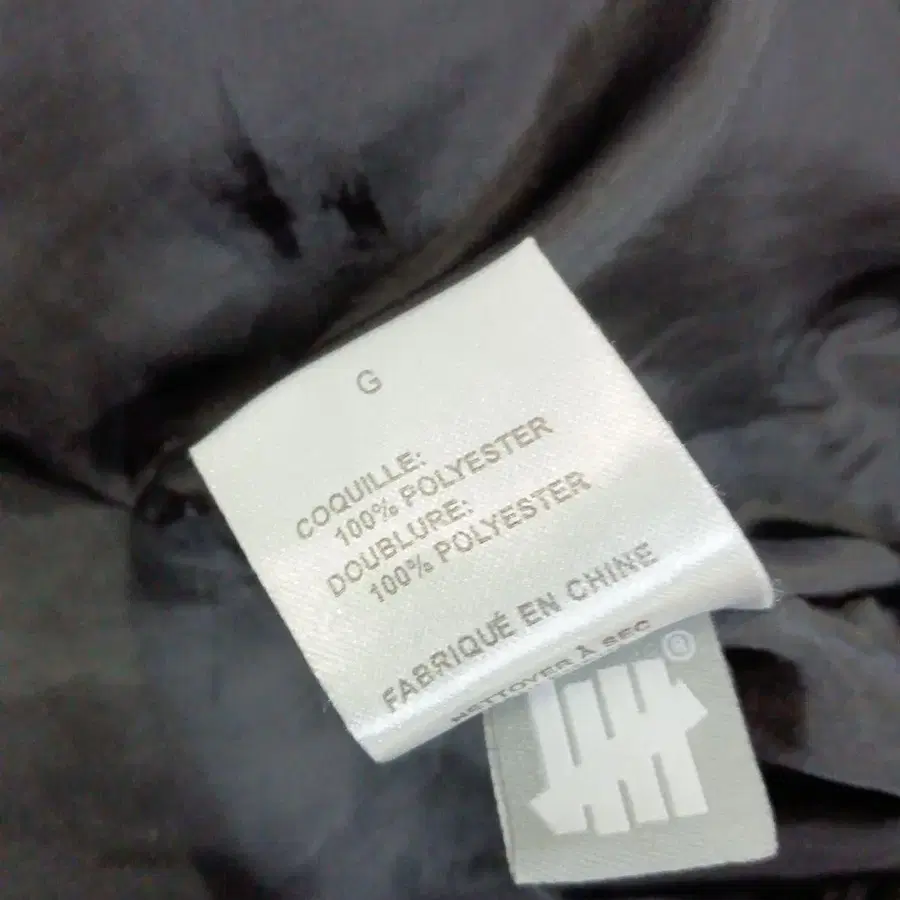 G
COQUILLE:
100% POLYESTER
DOUBLURE:
100% POLYESTER
FABRIQUÉ EN CHINE
NETTOYER À SEC
®